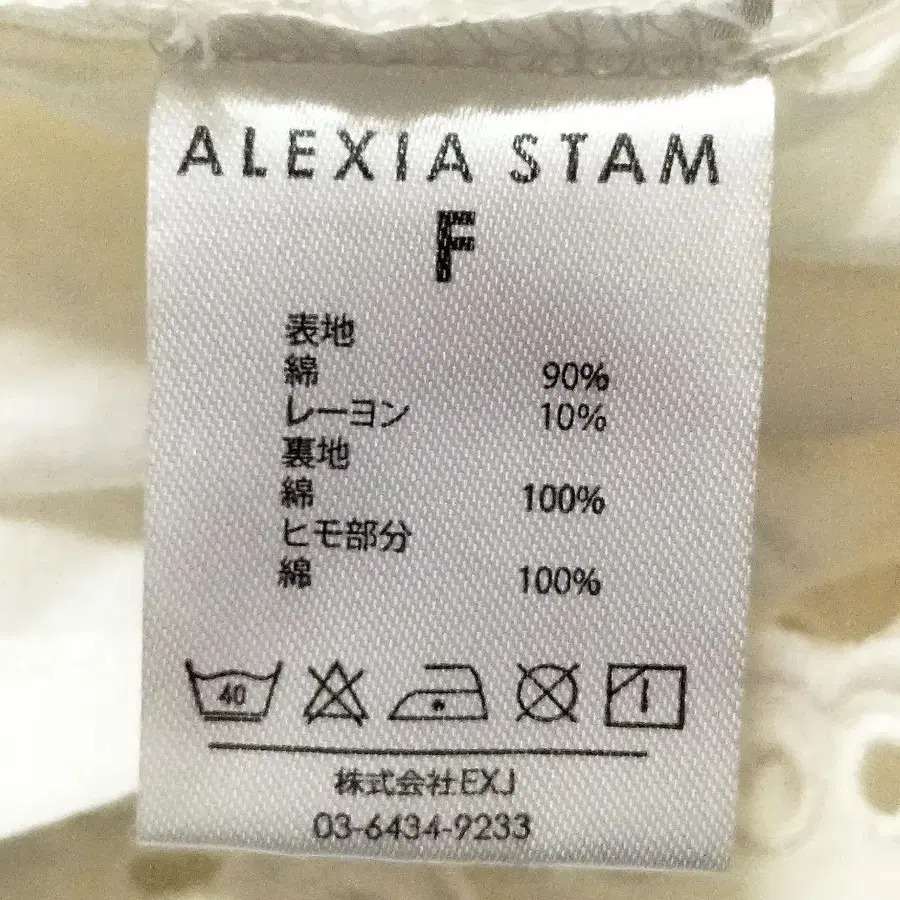 ALEXIA STAM
F
表地
綿 90%
レーヨン 10%
裏地
綿 100%
ヒモ部分
綿 100%
40
株式会社EXJ
03-6434-9233